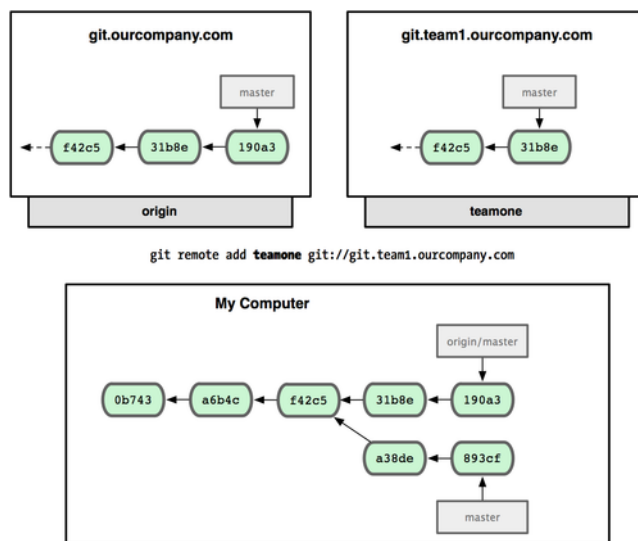 git.ourcompany.com
master
f42c5 31b8e 190a3
origin
git.team1.ourcompany.com
master
f42c5 31b8e
teamone
git remote add teamone git://git.team1.ourcompany.com
My Computer
origin/master
0b743 a6b4c f42c5 31b8e 190a3
a38de 893cf
master